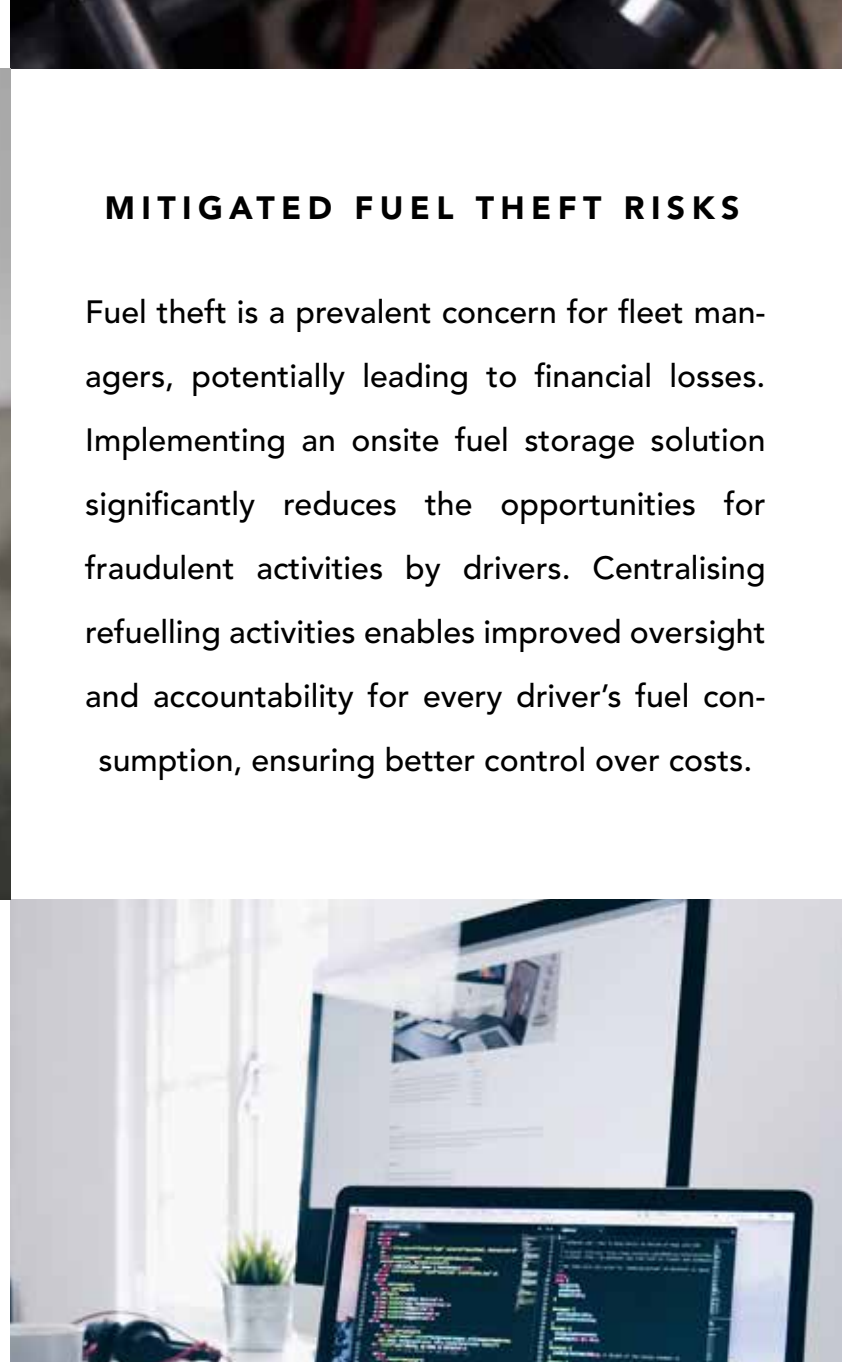 MITIGATED FUEL THEFT RISKS
Fuel theft is a prevalent concern for fleet man-
agers, potentially leading to financial losses.
Implementing an onsite fuel storage solution
significantly reduces the opportunities for
fraudulent activities by drivers. Centralising
refuelling activities enables improved oversight
and accountability for every driver’s fuel con-
sumption, ensuring better control over costs.